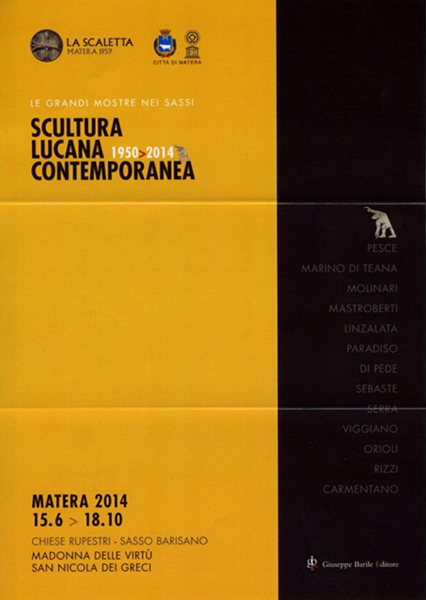 LA SCALETTA
MATERA 1959
CITTÀ DI MATERA
LE GRANDI MOSTRE NEI SASSI
SCULTURA
LUCANA 1950>2014
CONTEMPORANEA
PESCE
MARINO DI TEANA
MOLINARI
MASTROBERTI
LINZALATA
PARADISO
DI PEDE
SEBASTE
SERRA
VIGGIANO
ORIOLI
RIZZI
CARMENTANO
MATERA 2014
15.6 > 18.10
CHIESE RUPESTRI - SASSO BARISANO
MADONNA DELLE VIRTÙ
SAN NICOLA DEI GRECI
gb Giuseppe Barile Editore